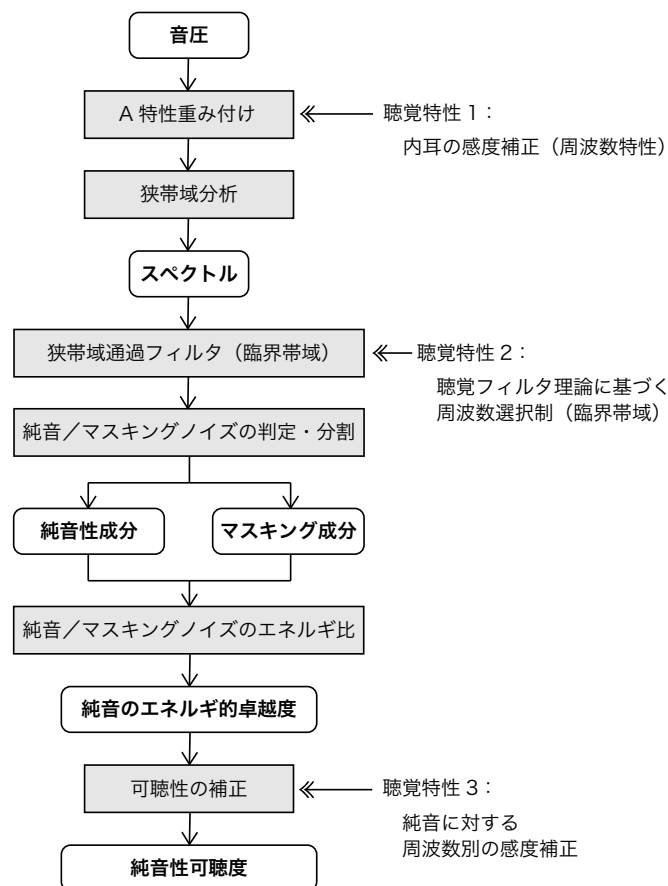 音圧
A 特性重み付け
聴覚特性 1：
内耳の感度補正（周波数特性）
狭帯域分析
スペクトル
狭帯域通過フィルタ（臨界帯域）
聴覚特性 2：
聴覚フィルタ理論に基づく
周波数選択制（臨界帯域）
純音／マスキングノイズの判定・分割
純音性成分
マスキング成分
純音／マスキングノイズのエネルギ比
純音のエネルギ的卓越度
可聴性の補正
聴覚特性 3：
純音に対する
周波数別の感度補正
純音性可聴度